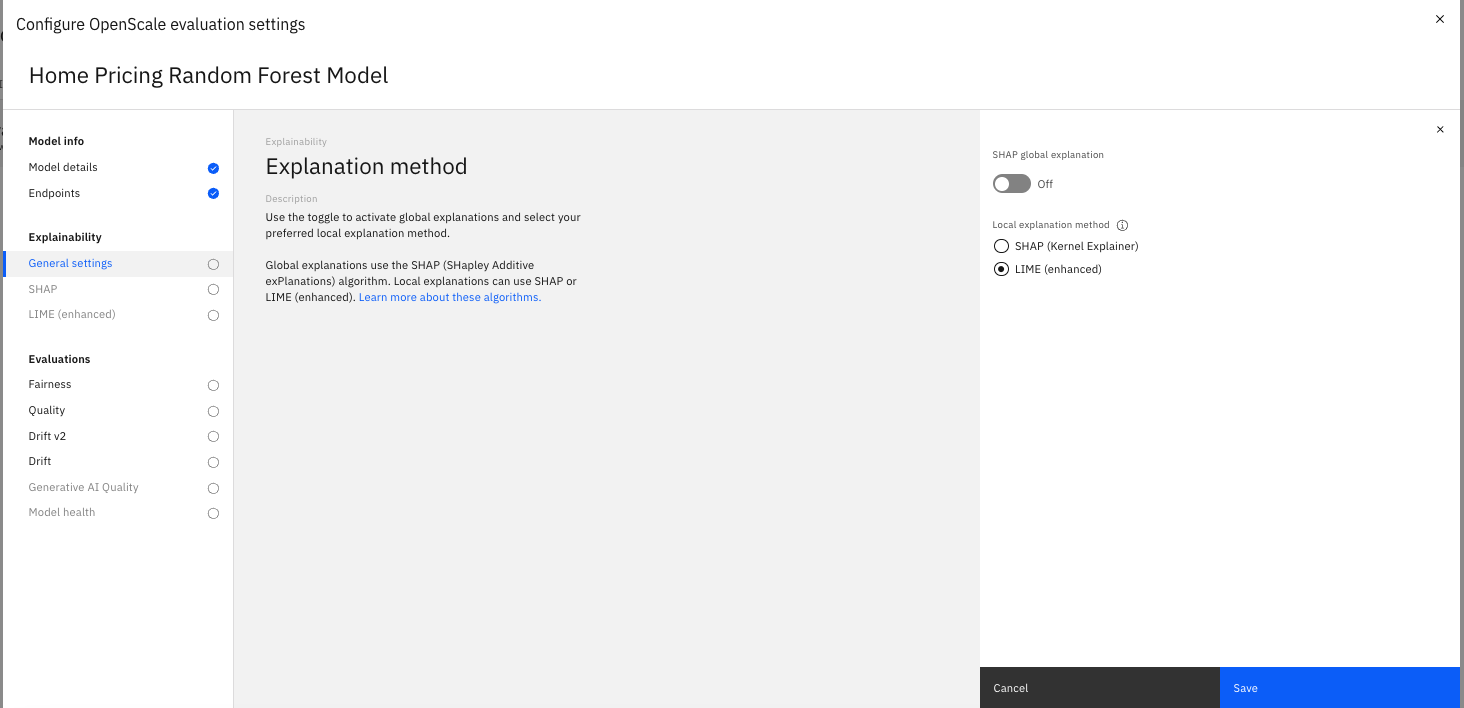 Configure OpenScale evaluation settings
Home Pricing Random Forest Model
Model info
Model details
Endpoints
Explainability
General settings
SHAP
LIME (enhanced)
Evaluations
Fairness
Quality
Drift v2
Drift
Generative AI Quality
Model health
Explainability
Explanation method
Description
Use the toggle to activate global explanations and select your
preferred local explanation method.
Global explanations use the SHAP (SHapley Additive
exPlanations) algorithm. Local explanations can use SHAP or
LIME (enhanced). Learn more about these algorithms.
SHAP global explanation
Off
Local explanation method
SHAP (Kernel Explainer)
LIME (enhanced)
Cancel
Save